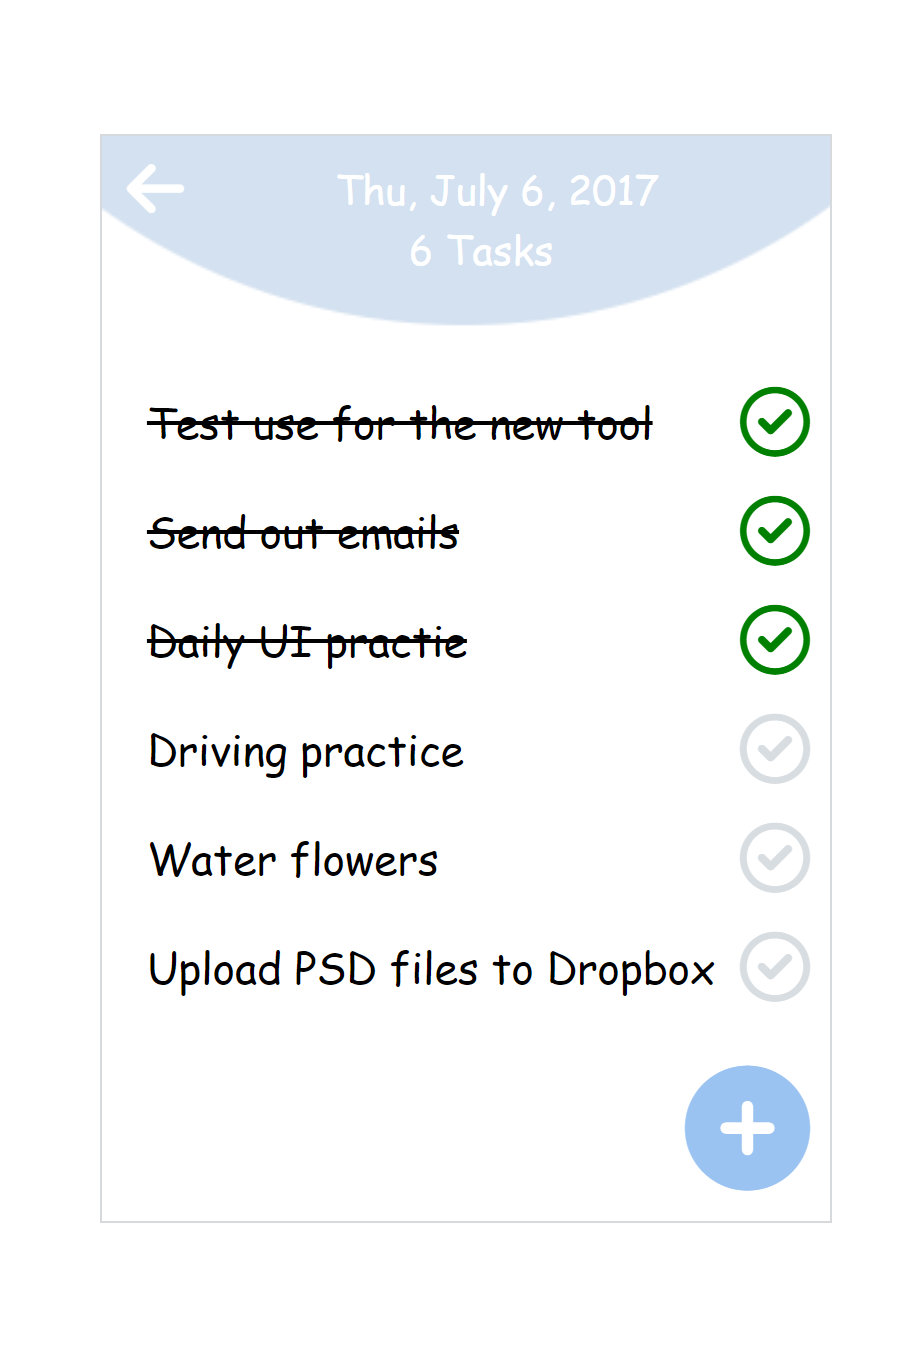 Thu, July 6, 2017
6 Tasks
Test use for the new tool
Send out emails
Daily UI practie
Driving practice
Water flowers
Upload PSD files to Dropbox